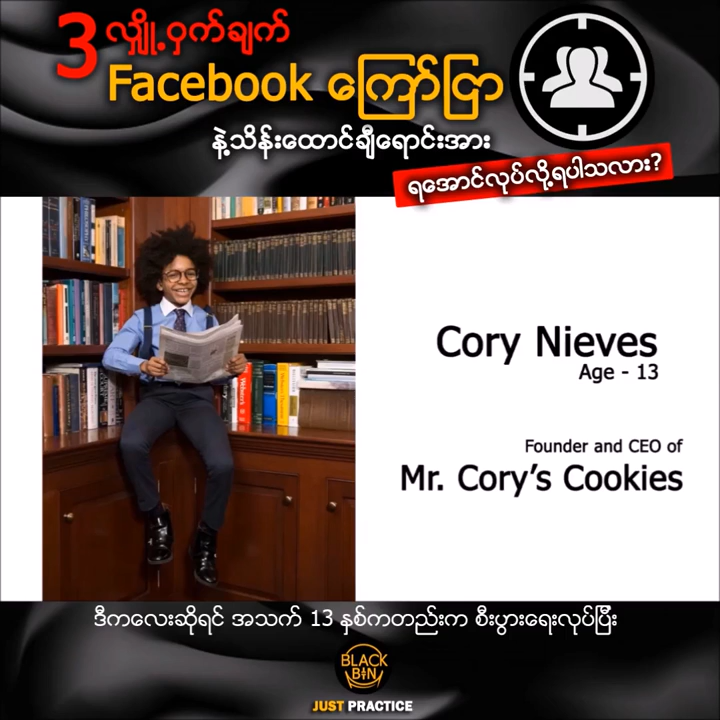 3 လျှို့ဝှက်ချက်
Facebook ကြော်ငြာ
နဲ့သိန်းထောင်ချီရောင်းအား
ရအောင်လုပ်လို့ရပါသလား?
Cory Nieves
Age - 13
Founder and CEO of
Mr. Cory's Cookies
ဒီကလေးဆိုရင် အသက် 13 နှစ်ကတည်းက စီးပွားရေးလုပ်ပြီး
BLACK
BIN
JUST PRACTICE